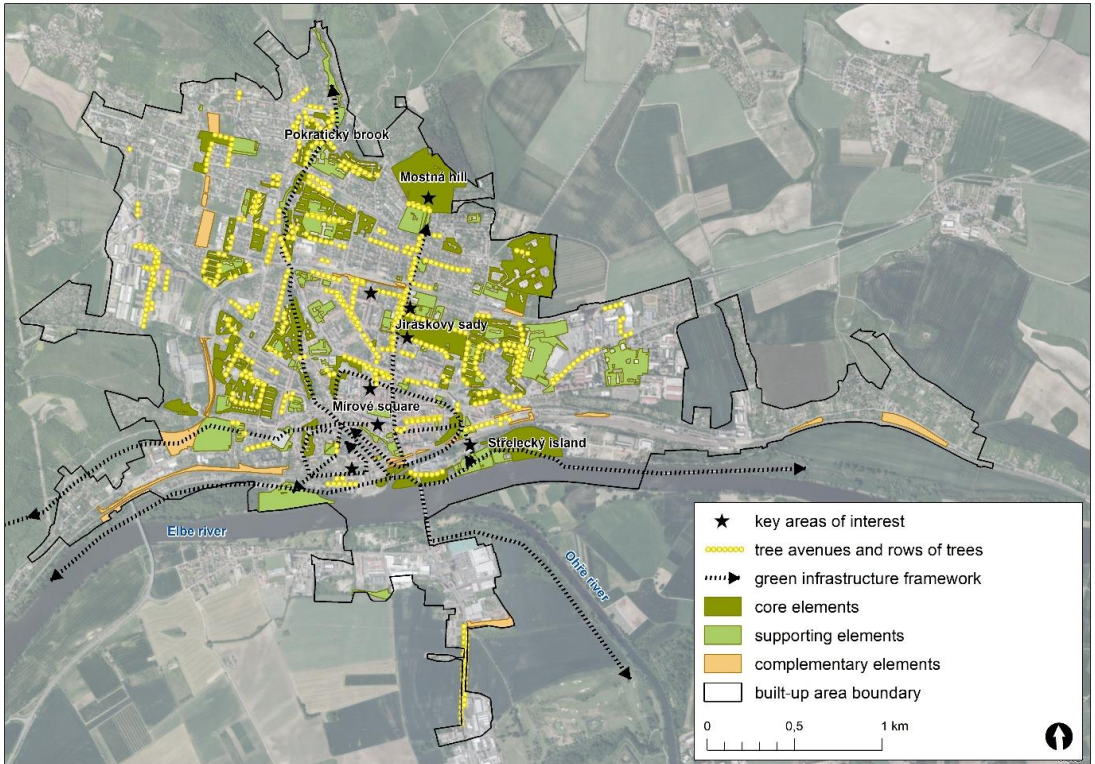 Pokratický brook
Mostná hill
Jiráskovy sady
Mírové square
Střelecký island
Elbe river
Ohře river
key areas of interest
tree avenues and rows of trees
green infrastructure framework
core elements
supporting elements
complementary elements
built-up area boundary
0 0,5 1 km